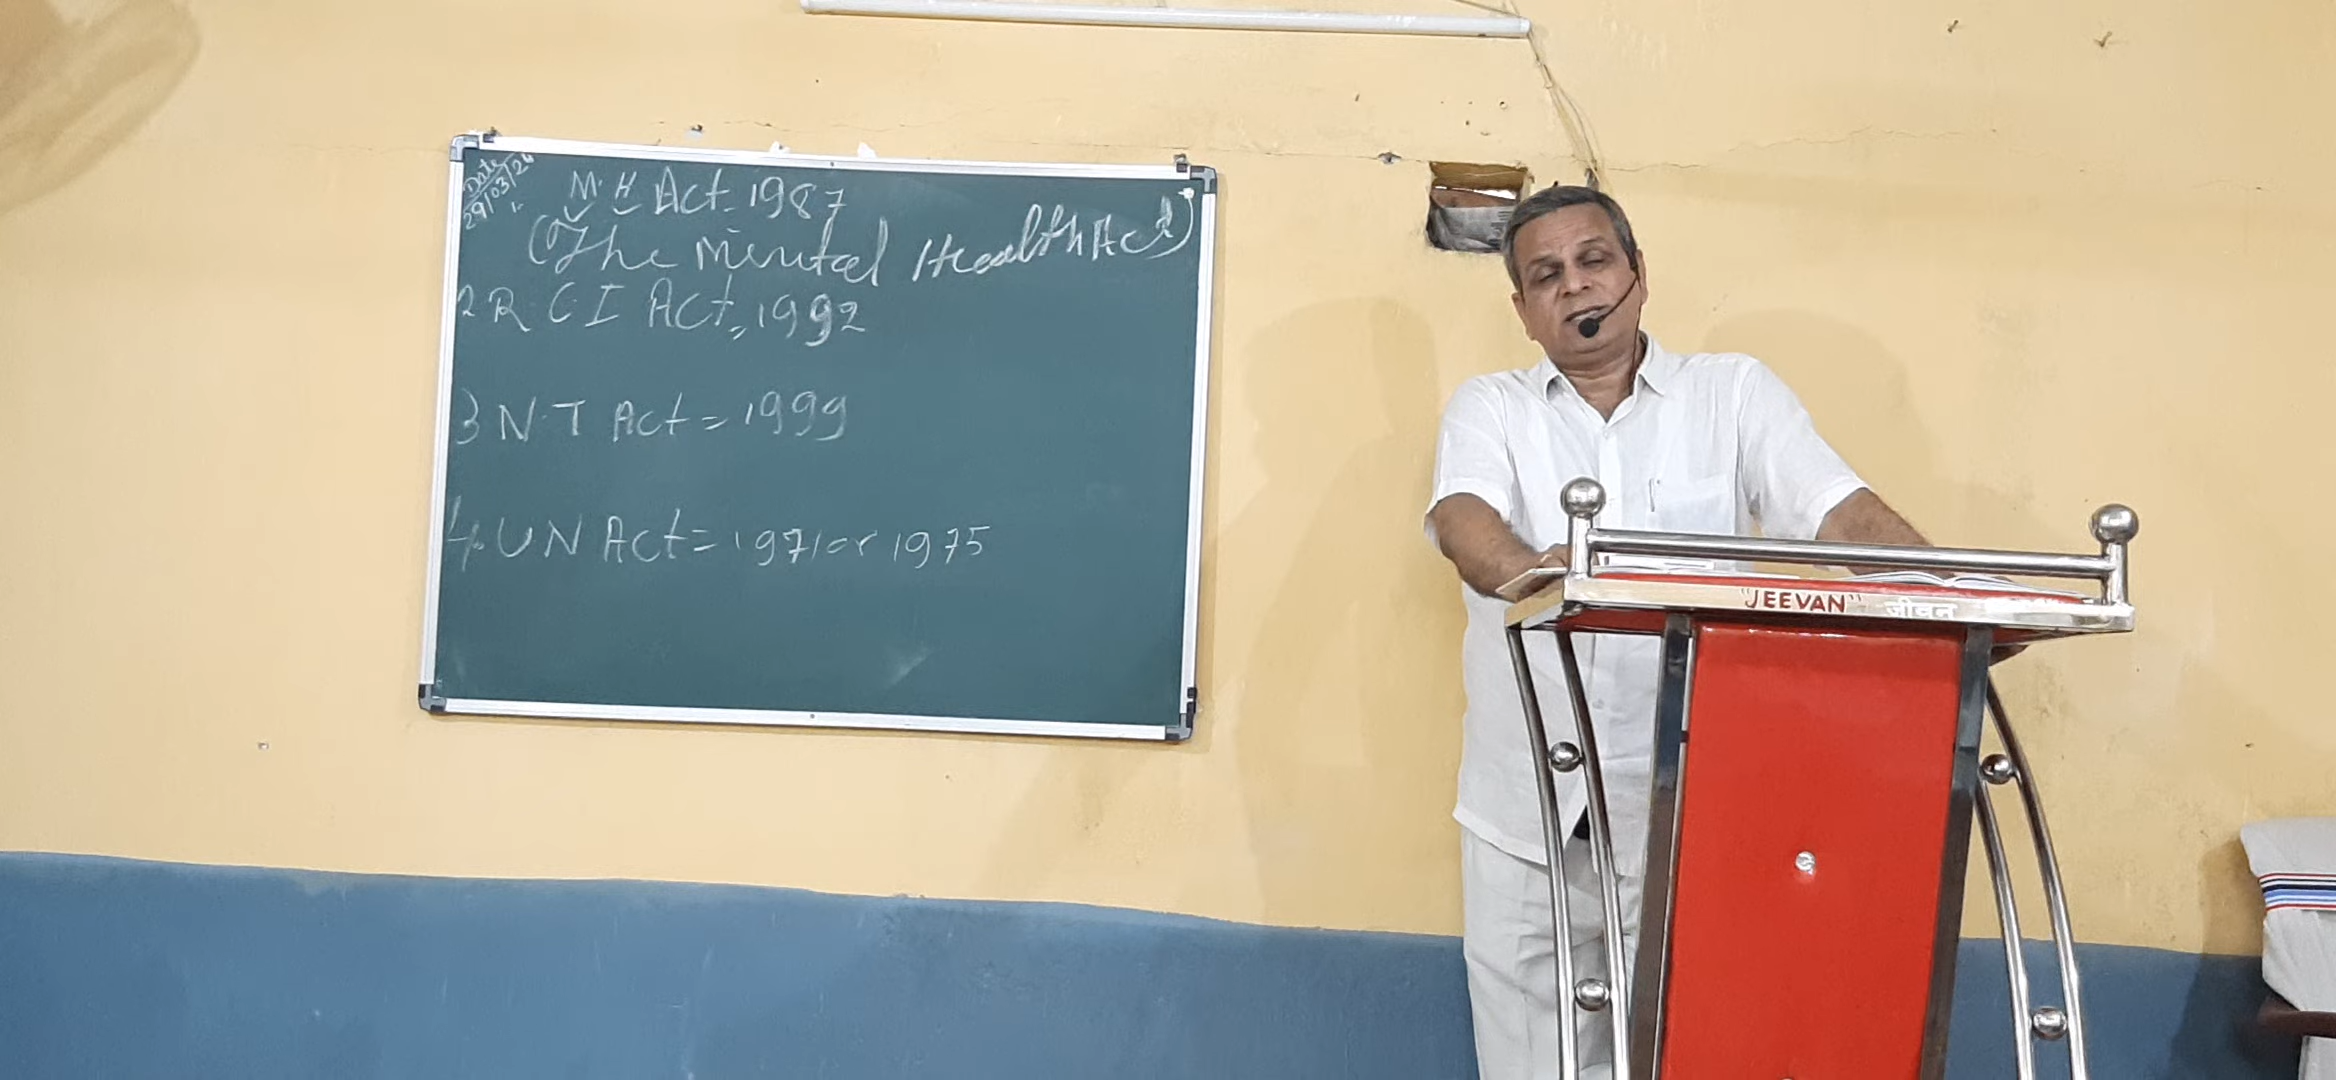 Date
29/03/24
M. H Act. 1987
(The Mental Health Act)
2 R C I Act = 1992
3 N.T Act = 1999
4. UN Act = 1971 or 1975
"JEEVAN" जीवन